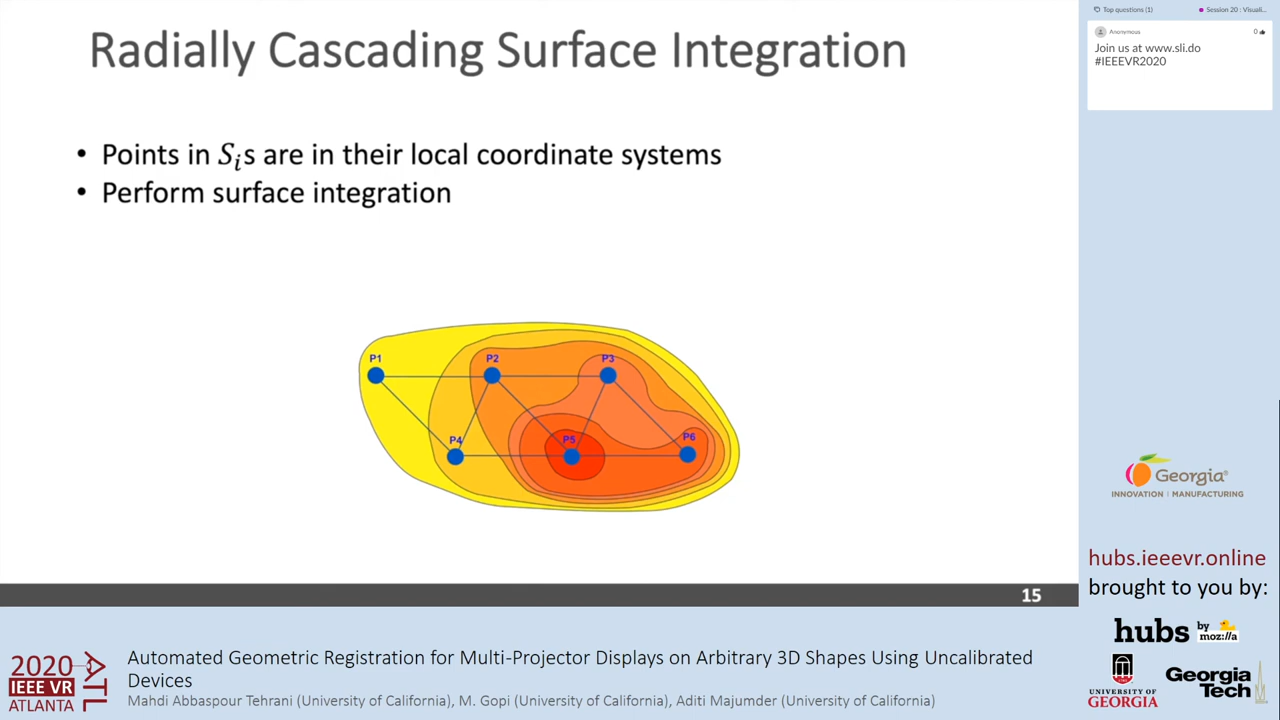 Radially Cascading Surface Integration
• Points in Sᵢs are in their local coordinate systems
• Perform surface integration
P1
P2
P3
P4
P5
P6
15
Top questions (1)
Session 20 : Visuali...
Anonymous
0
Join us at www.sli.do
#IEEEVR2020
Georgia®
INNOVATION | MANUFACTURING
hubs.ieeevr.online
brought to you by:
hubs by moz://a
UNIVERSITY OF
GEORGIA
Georgia
Tech
2020
IEEE VR
ATLANTA
ATL
Automated Geometric Registration for Multi-Projector Displays on Arbitrary 3D Shapes Using Uncalibrated
Devices
Mahdi Abbaspour Tehrani (University of California), M. Gopi (University of California), Aditi Majumder (University of California)